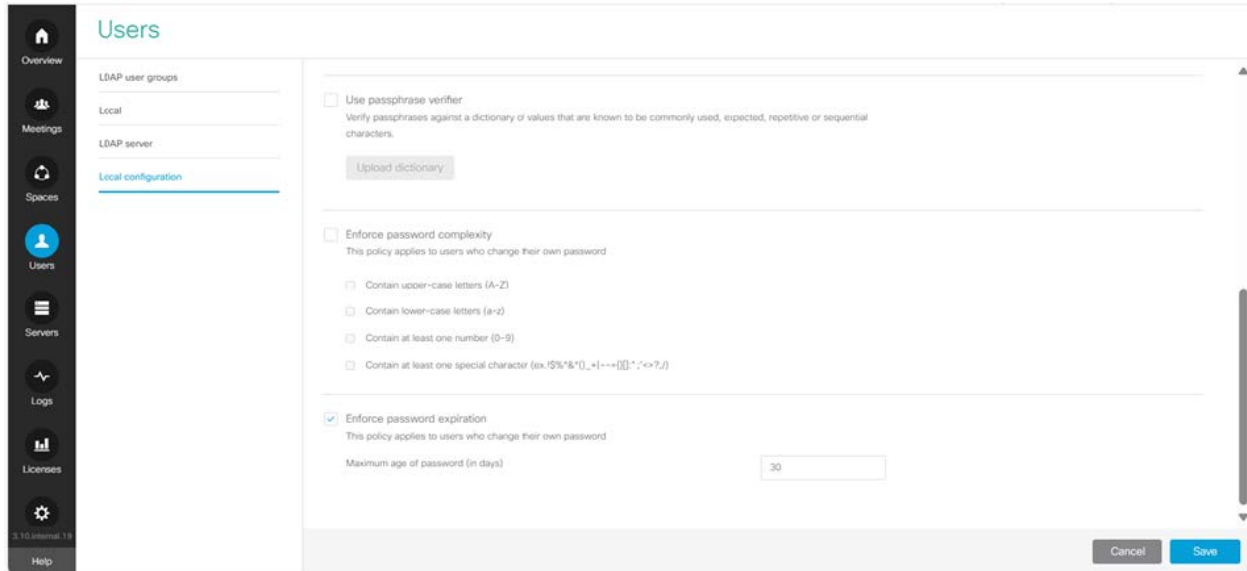 Users
Overview
Meetings
Spaces
Users
Servers
Logs
Licenses
3.10.internal.19
Help
LDAP user groups
Local
LDAP server
Local configuration
Use passphrase verifier
Verify passphrases against a dictionary of values that are known to be commonly used, expected, repetitive or sequential
characters.
Upload dictionary
Enforce password complexity
This policy applies to users who change their own password
Contain upper-case letters (A-Z)
Contain lower-case letters (a-z)
Contain at least one number (0-9)
Contain at least one special character
Enforce password expiration
This policy applies to users who change their own password
Maximum age of password (in days)
30
Cancel
Save